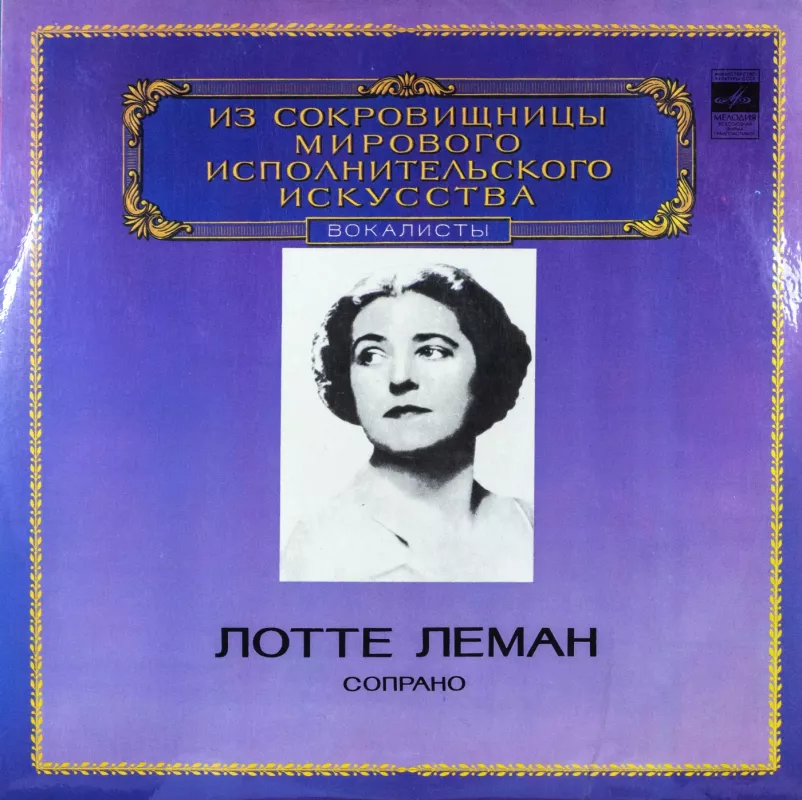 ИЗ СОКРОВИЩНИЦЫ
МИРОВОГО
ИСПОЛНИТЕЛЬСКОГО
ИСКУССТВА
ВОКАЛИСТЫ
МЕЛОДИЯ
ЛОТТЕ ЛЕМАН
СОПРАНО